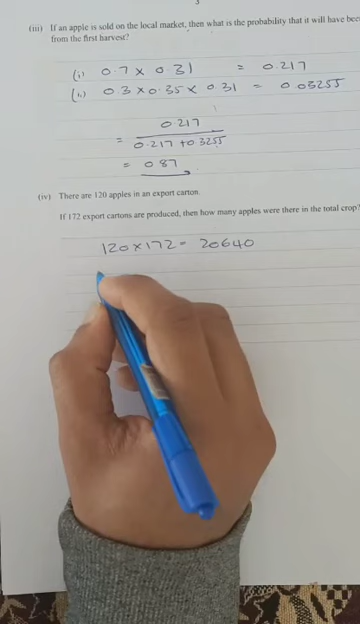 3
(iii) If an apple is sold on the local market, then what is the probability that it will have
from the first harvest?
(i) 0.7 × 0.31 = 0.217
(ii) 0.3 × 0.35 × 0.31 = 0.03255
0.217
= 0.217 + 0.3255
= 0.87
(iv) There are 120 apples in an export carton.
If 172 export cartons are produced, then how many apples were there in the total crop?
120 × 172 = 20640